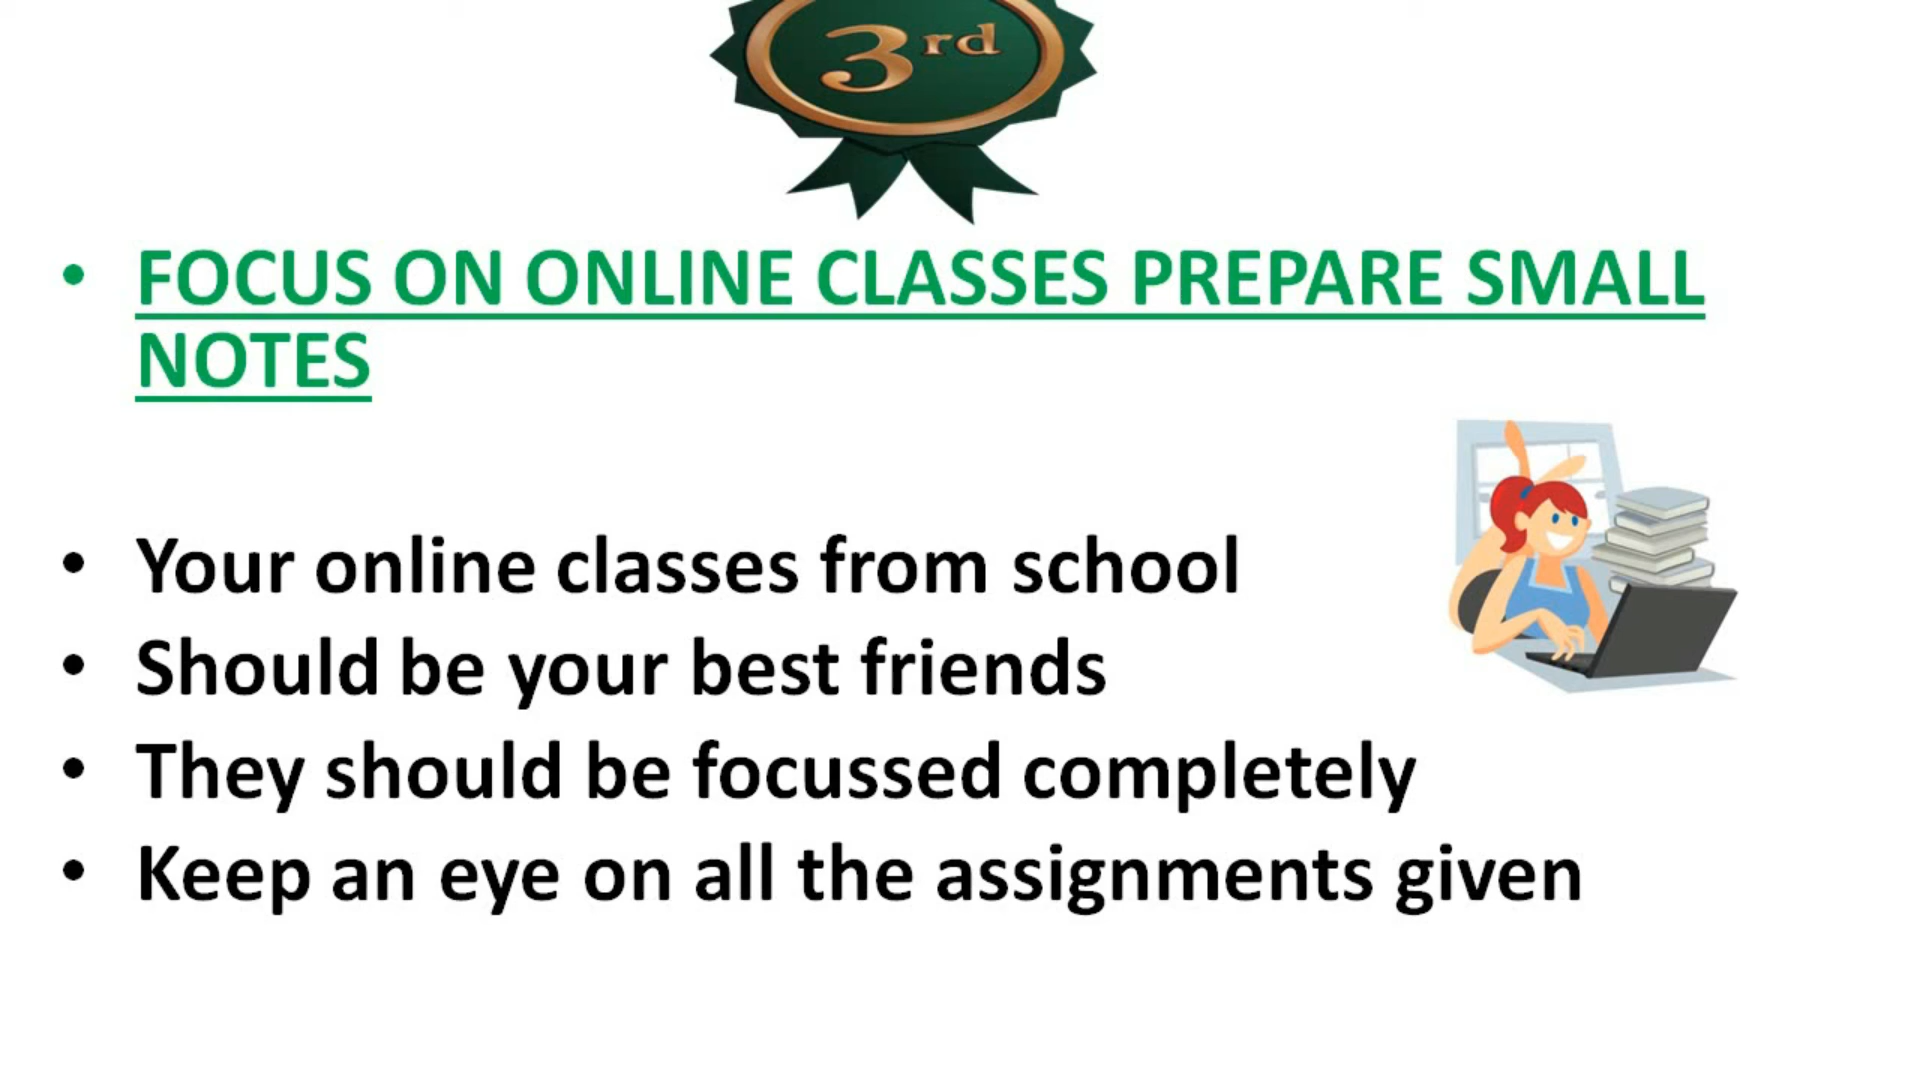 3rd
• FOCUS ON ONLINE CLASSES PREPARE SMALL
NOTES
• Your online classes from school
• Should be your best friends
• They should be focussed completely
• Keep an eye on all the assignments given